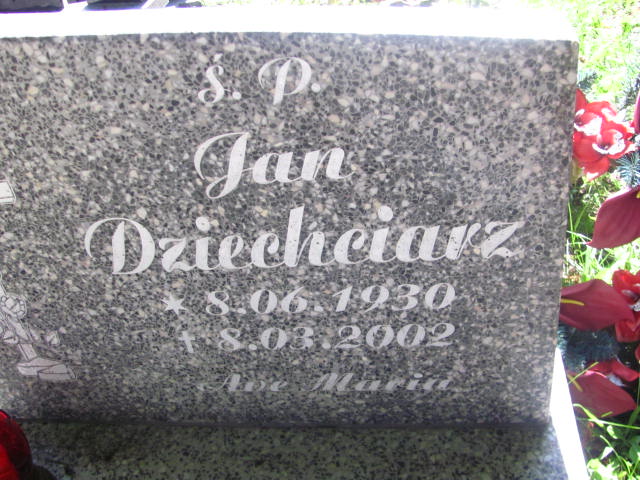 ś. P.
Jan
Dziechciarz
★ 8.06.1930
✝ 8.03.2002
Ave Maria